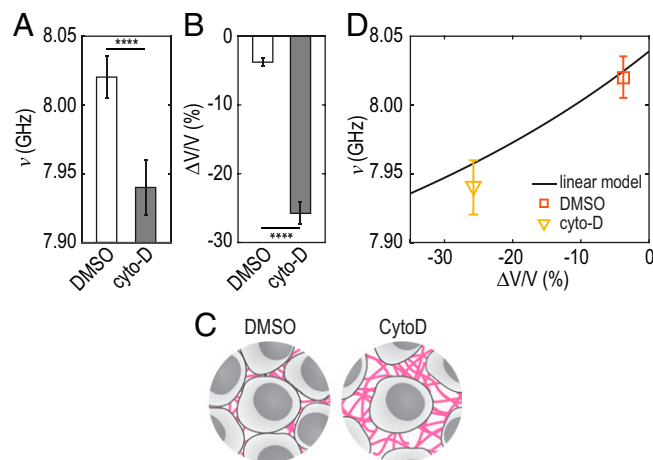 A
****
8.05
8.00
7.95
7.90
ν (GHz)
DMSO
cyto-D
B
0
-10
-20
-30
ΔV/V (%)
****
DMSO
cyto-D
D
8.05
8.00
7.95
7.90
ν (GHz)
linear model
DMSO
cyto-D
-30
-20
-10
0
ΔV/V (%)
C
DMSO
CytoD